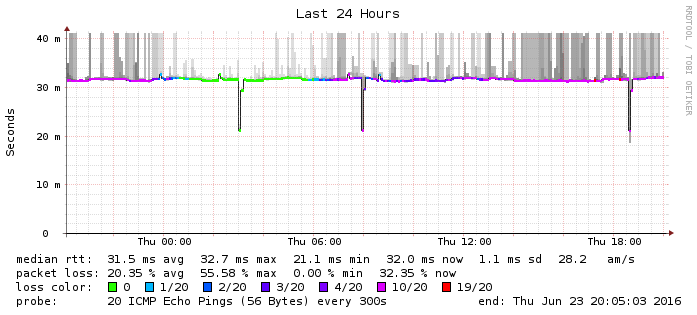 Last 24 Hours
RRDTOOL / TOBI OETIKER
Seconds
40 m
30 m
20 m
10 m
0
Thu 00:00 Thu 06:00 Thu 12:00 Thu 18:00
median rtt: 31.5 ms avg 32.7 ms max 21.1 ms min 32.0 ms now 1.1 ms sd 28.2 am/s
packet loss: 20.35 % avg 55.58 % max 0.00 % min 32.35 % now
loss color: 0 1/20 2/20 3/20 4/20 10/20 19/20
probe: 20 ICMP Echo Pings (56 Bytes) every 300s end: Thu Jun 23 20:05:03 2016